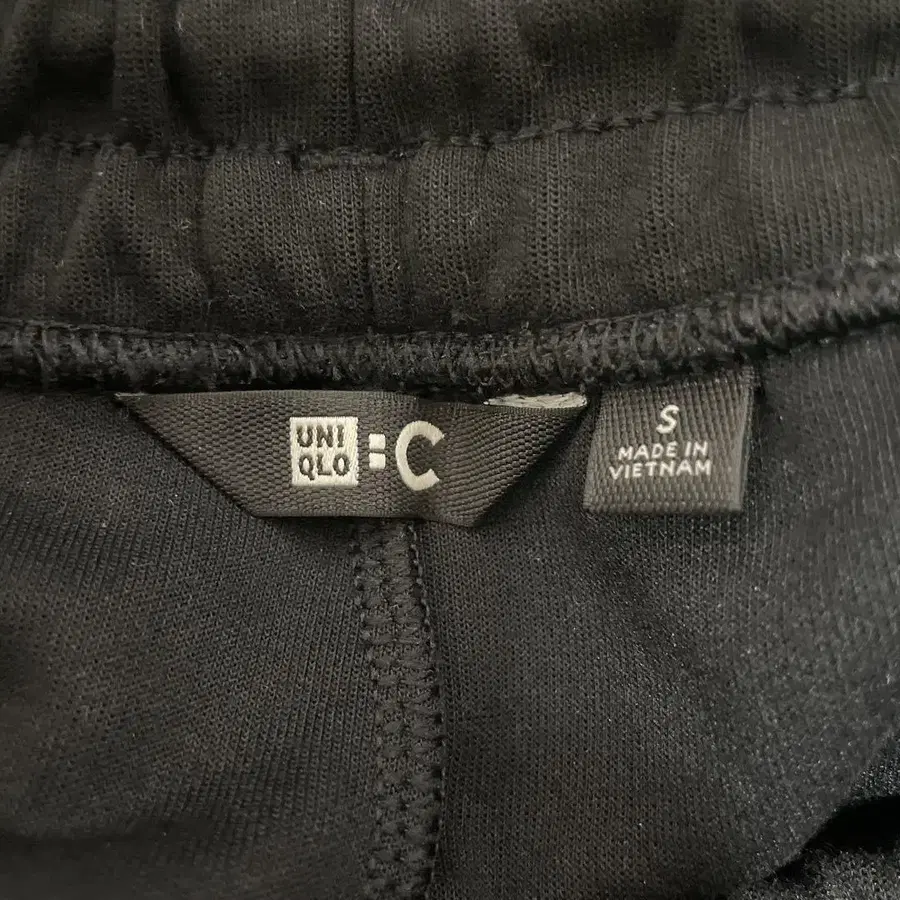 UNI
QLO : C
S
MADE IN
VIETNAM